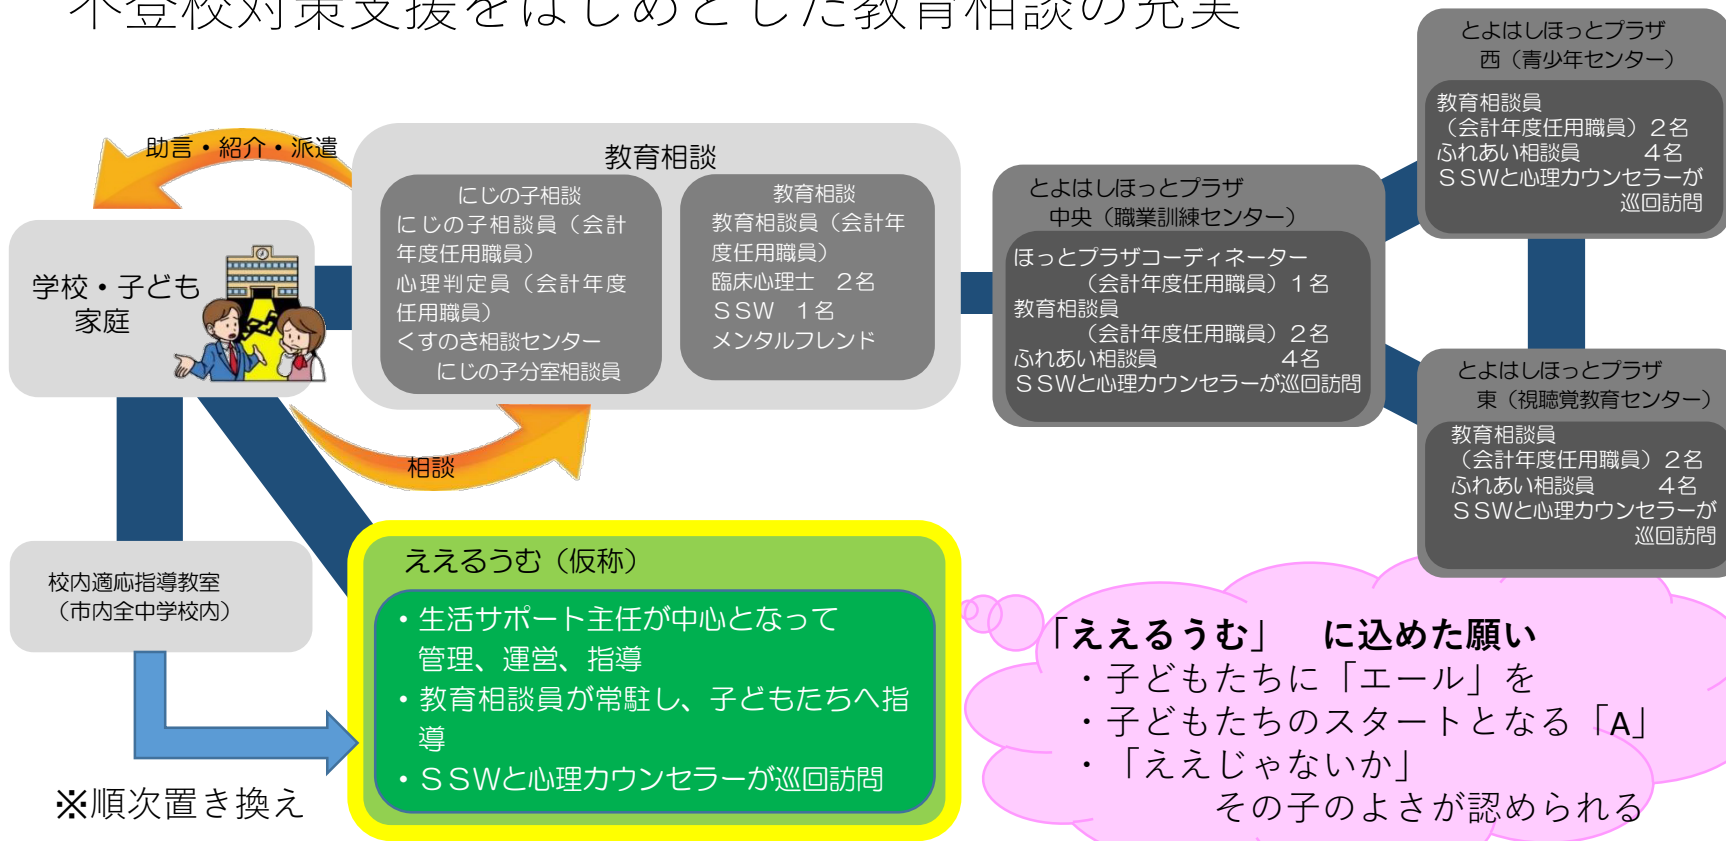 不登校対策支援をはじめとした教育相談の充実
助言・紹介・派遣
学校・子ども
家庭
相談
教育相談
にじの子相談
にじの子相談員（会計
年度任用職員）
心理判定員（会計年度
任用職員）
くすのき相談センター
にじの子分室相談員
教育相談
教育相談員（会計年
度任用職員）
臨床心理士　２名
ＳＳＷ　１名
メンタルフレンド
とよはしほっとプラザ
中央（職業訓練センター）
ほっとプラザコーディネーター
（会計年度任用職員）１名
教育相談員
（会計年度任用職員）２名
ふれあい相談員　　　　　４名
ＳＳＷと心理カウンセラーが巡回訪問
とよはしほっとプラザ
西（青少年センター）
教育相談員
（会計年度任用職員）２名
ふれあい相談員　　　４名
ＳＳＷと心理カウンセラーが
巡回訪問
とよはしほっとプラザ
東（視聴覚教育センター）
教育相談員
（会計年度任用職員）２名
ふれあい相談員　　　４名
ＳＳＷと心理カウンセラーが
巡回訪問
校内適応指導教室
（市内全中学校内）
※順次置き換え
ええるうむ（仮称）
・生活サポート主任が中心となって
管理、運営、指導
・教育相談員が常駐し、子どもたちへ指
導
・ＳＳＷと心理カウンセラーが巡回訪問
「ええるうむ」　に込めた願い
・子どもたちに「エール」を
・子どもたちのスタートとなる「A」
・「ええじゃないか」
その子のよさが認められる